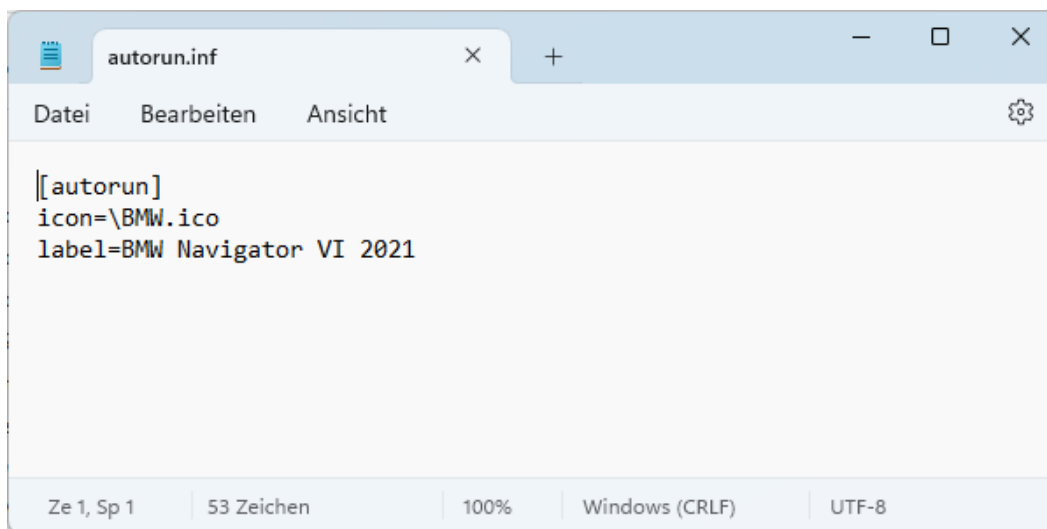 autorun.inf
Datei Bearbeiten Ansicht
[autorun]
icon=\BMW.ico
label=BMW Navigator VI 2021
Ze 1, Sp 1 53 Zeichen 100% Windows (CRLF) UTF-8